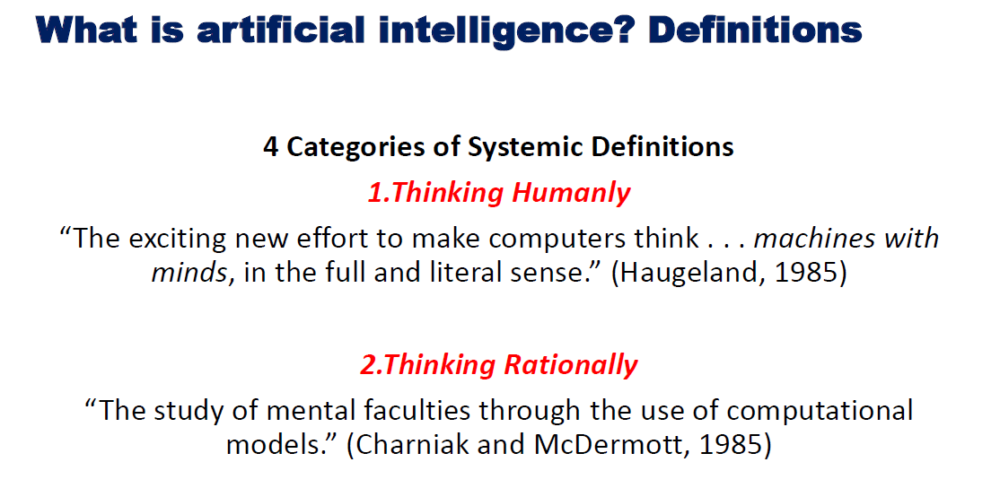 What is artificial intelligence? Definitions
4 Categories of Systemic Definitions
1.Thinking Humanly
“The exciting new effort to make computers think . . . machines with
minds, in the full and literal sense.” (Haugeland, 1985)
2.Thinking Rationally
“The study of mental faculties through the use of computational
models.” (Charniak and McDermott, 1985)